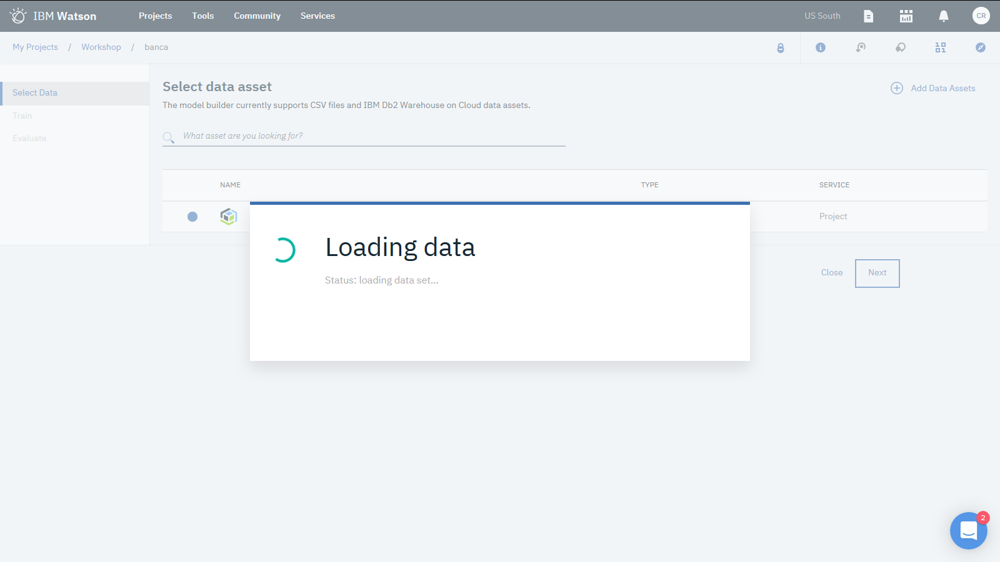 IBM Watson Projects Tools Community Services US South CR
My Projects / Workshop / banca
Select Data
Train
Evaluate
Select data asset
Add Data Assets
The model builder currently supports CSV files and IBM Db2 Warehouse on Cloud data assets.
What asset are you looking for?
NAME TYPE SERVICE
Project
Loading data
Status: loading data set...
Close Next
2